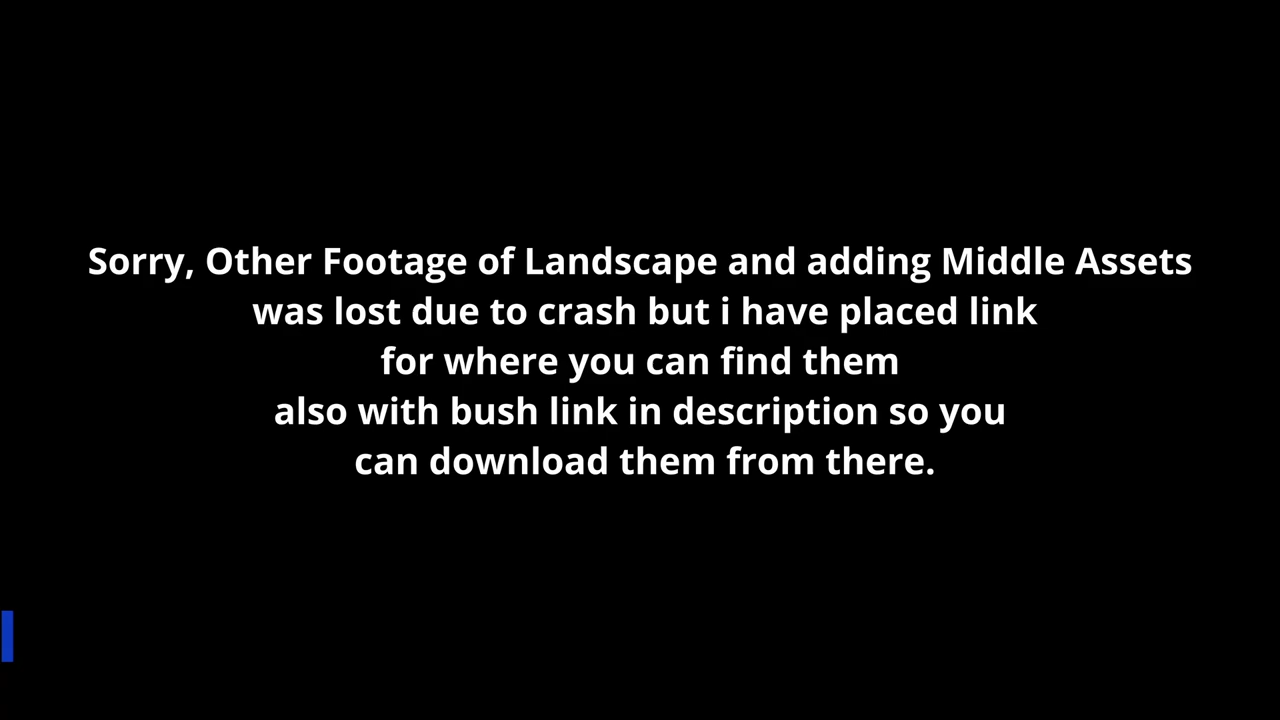 Sorry, Other Footage of Landscape and adding Middle Assets
was lost due to crash but i have placed link
for where you can find them
also with bush link in description so you
can download them from there.